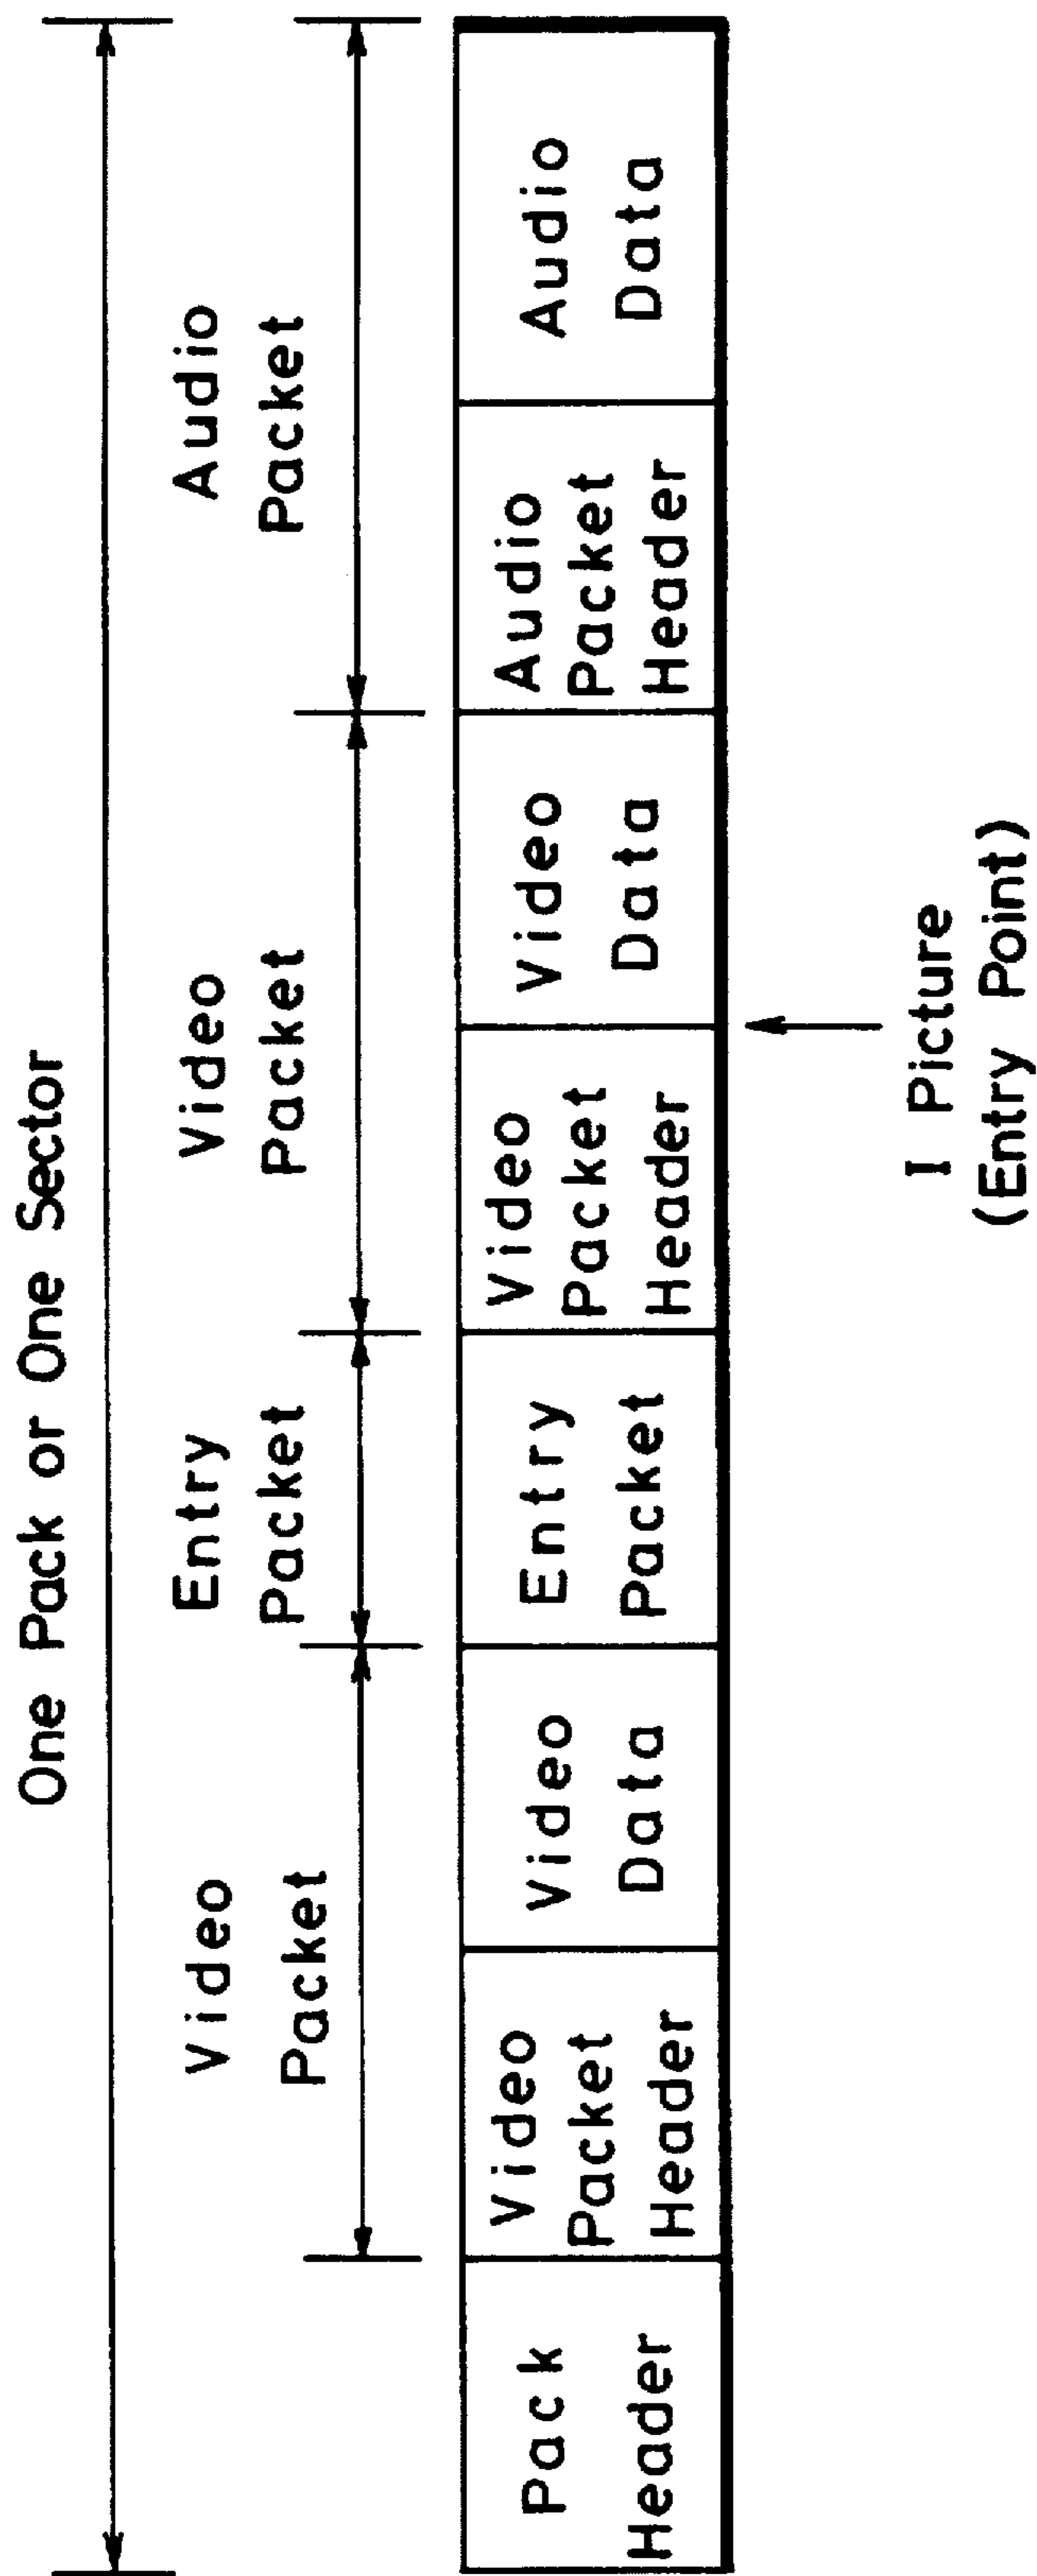 One Pack or One Sector
Video
Packet
Entry
Packet
Video
Packet
Audio
Packet
Pack
Header
Video
Packet
Header
Video
Data
Entry
Packet
Video
Packet
Header
Video
Data
Audio
Packet
Header
Audio
Data
I Picture
(Entry Point)